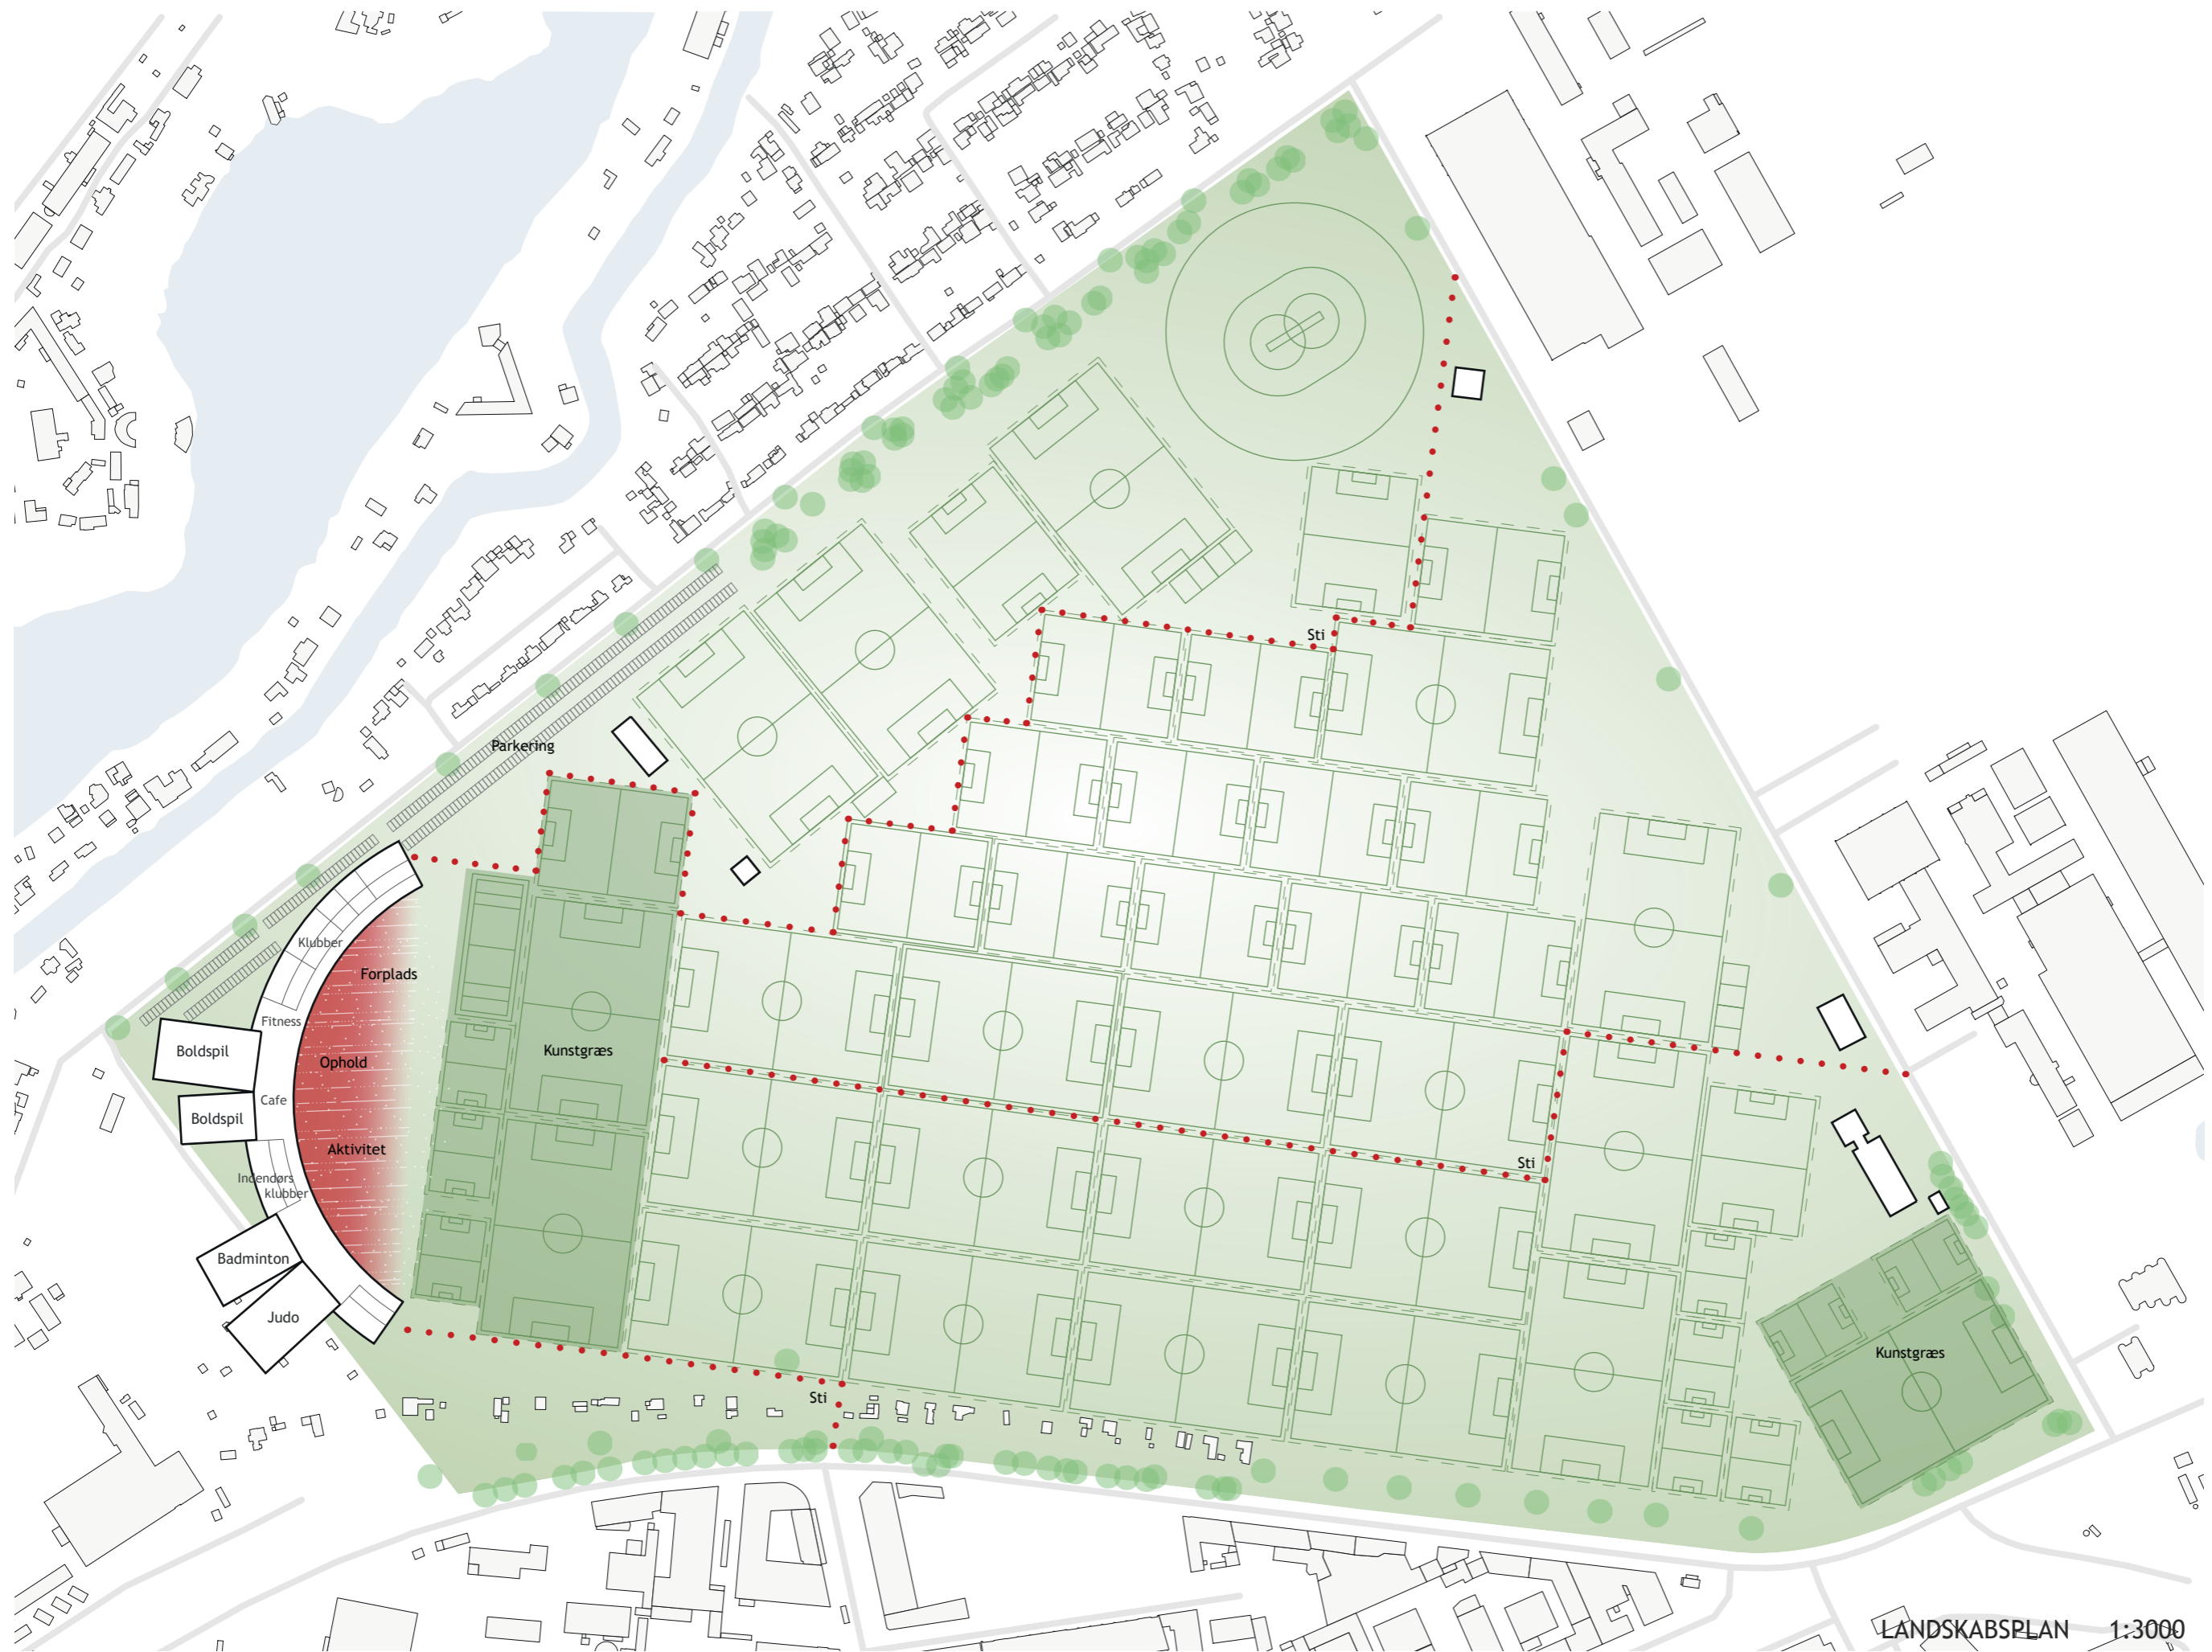 Sti
Parkering
Klubber
Forplads
Fitness
Boldspil
Ophold
Kunstgræs
Cafe
Boldspil
Aktivitet
Sti
Indendørs
klubber
Badminton
Judo
Kunstgræs
Sti
LANDSKABSPLAN 1:3000